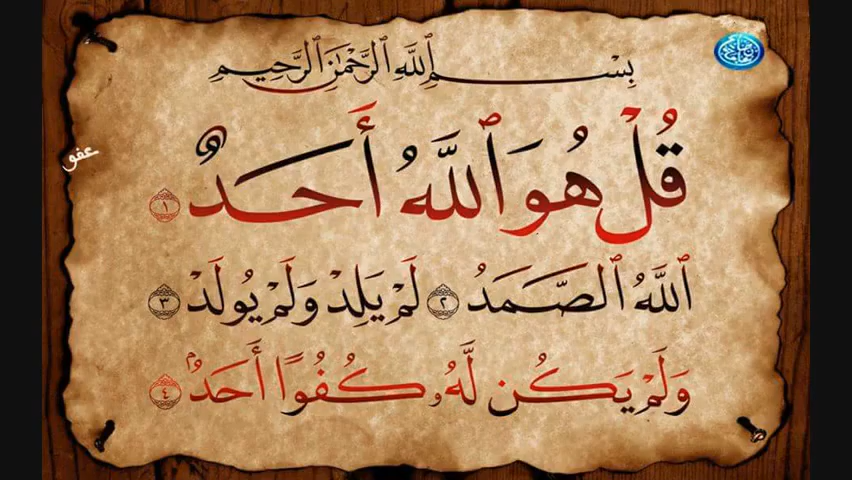 بِسْمِ ٱللَّهِ ٱلرَّحْمَٰنِ ٱلرَّحِيمِ
عفو
قُلْ هُوَ ٱللَّهُ أَحَدٌ ١
ٱللَّهُ ٱلصَّمَدُ ٢ لَمْ يَلِدْ وَلَمْ يُولَدْ ٣
وَلَمْ يَكُن لَّهُۥ كُفُوًا أَحَدٌۢ ٤